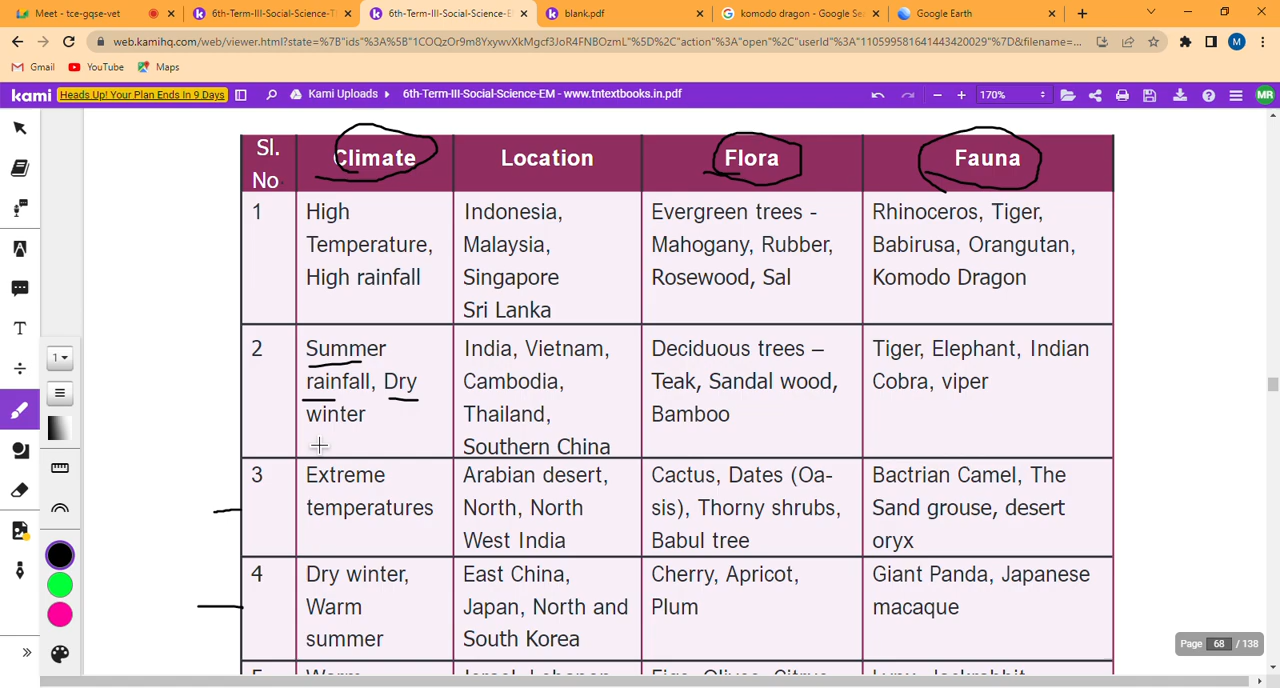 Meet - tce-gqse-vet
6th-Term-III-Social-Science-T
6th-Term-III-Social-Science-E
blank.pdf
komodo dragon - Google Se
Google Earth
web.kamihq.com/web/viewer.html?state=%7B"ids"%3A%5B"1COQzOr9m8YxywvXkMgcf3JoR4FNBOzmL"%5D%2C"action"%3A"open"%2C"userId"%3A"110599581641443420029"%7D&filename=...
M
Gmail
YouTube
Maps
kami Heads Up! Your Plan Ends In 9 Days
Kami Uploads
6th-Term-III-Social-Science-EM - www.tntextbooks.in.pdf
170%
MR
Sl. No
Climate
Location
Flora
Fauna
1
High
Temperature,
High rainfall
Indonesia,
Malaysia,
Singapore
Sri Lanka
Evergreen trees -
Mahogany, Rubber,
Rosewood, Sal
Rhinoceros, Tiger,
Babirusa, Orangutan,
Komodo Dragon
2
Summer
rainfall, Dry
winter
India, Vietnam,
Cambodia,
Thailand,
Southern China
Deciduous trees –
Teak, Sandal wood,
Bamboo
Tiger, Elephant, Indian
Cobra, viper
3
Extreme
temperatures
Arabian desert,
North, North
West India
Cactus, Dates (Oa-
sis), Thorny shrubs,
Babul tree
Bactrian Camel, The
Sand grouse, desert
oryx
4
Dry winter,
Warm
summer
East China,
Japan, North and
South Korea
Cherry, Apricot,
Plum
Giant Panda, Japanese
macaque
1
Page 68 / 138